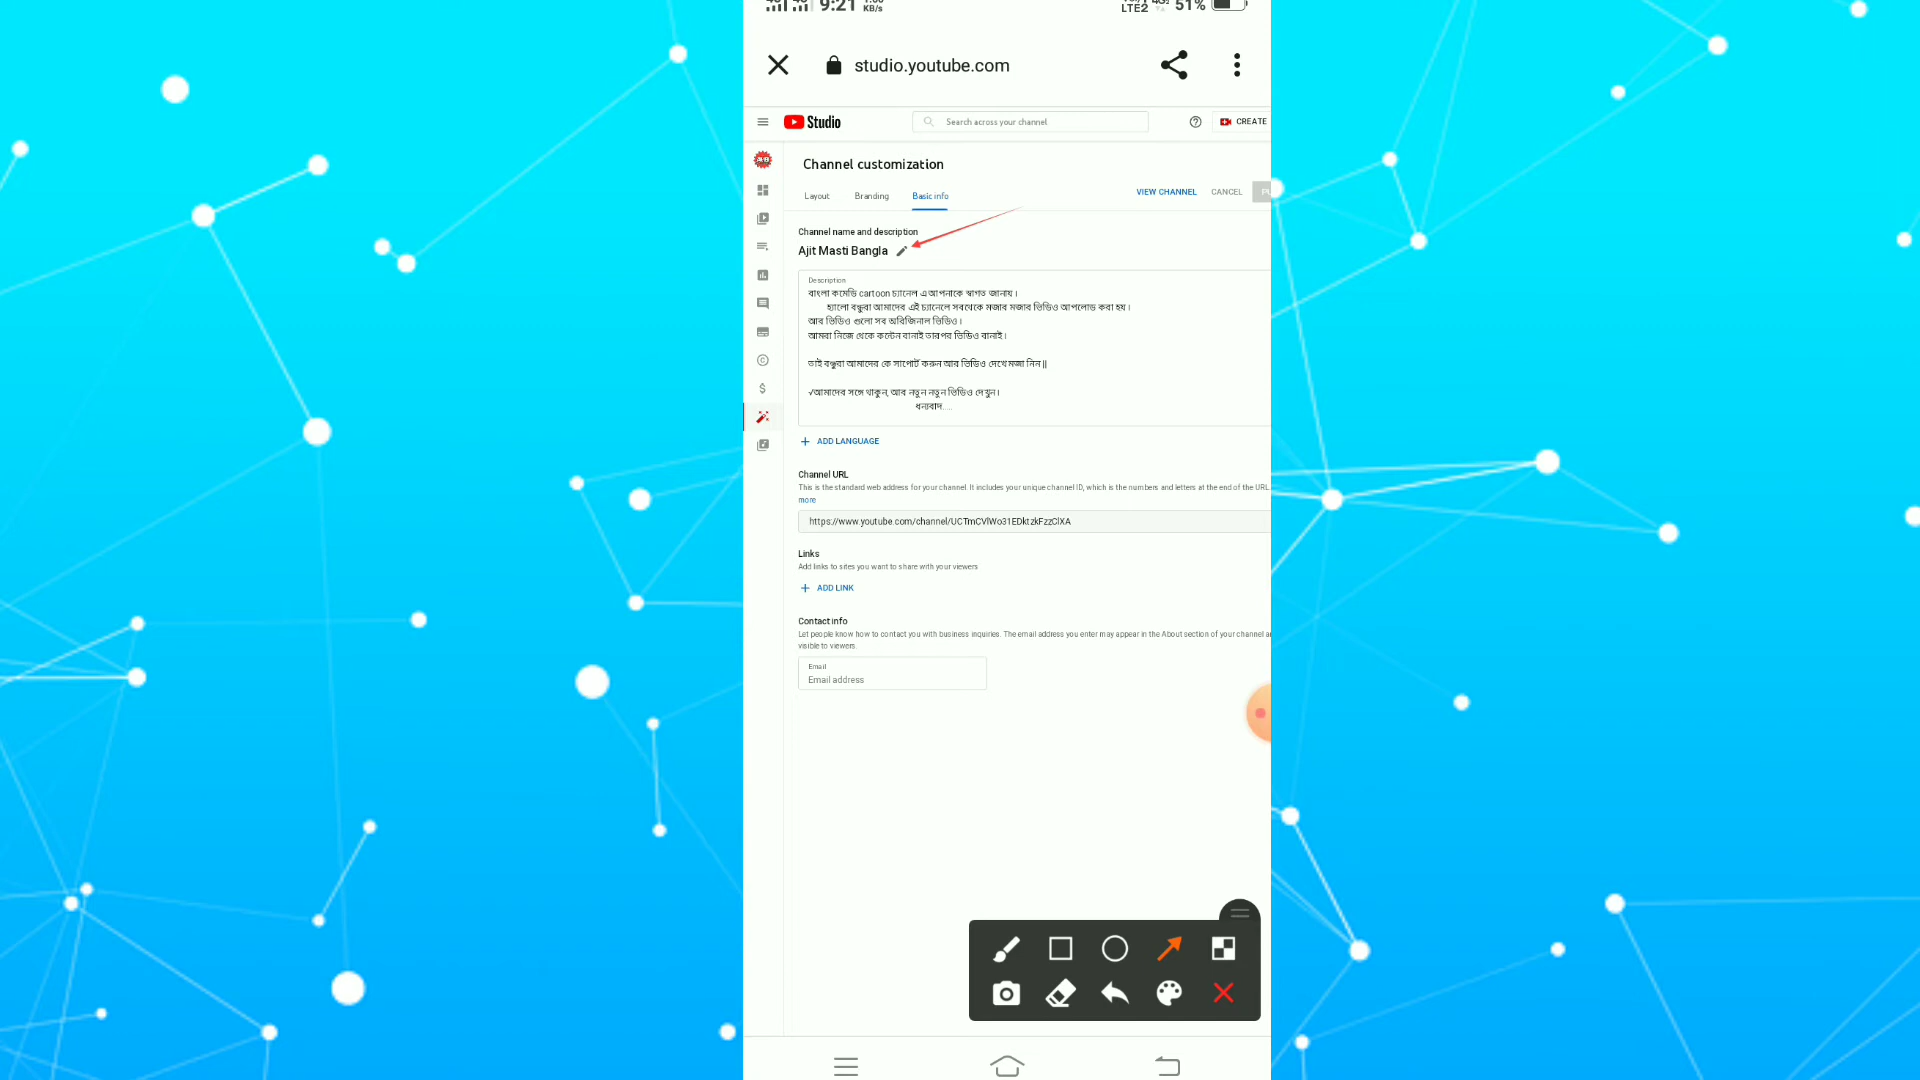 9:21
KB/s
LTE2
51%
studio.youtube.com
Studio
Search across your channel
CREATE
Channel customization
Layout
Branding
Basic info
VIEW CHANNEL
CANCEL
Channel name and description
Ajit Masti Bangla
Description
বাংলা কমেডি cartoon চ্যানেল এ আপনাকে স্বাগত জানায়।
হ্যালো বন্ধুরা আমাদের এই চ্যানেলে সবথেকে মজার মজার ভিডিও আপলোড করা হয়।
আর ভিডিও গুলো সব অরিজিনাল ভিডিও।
আমরা নিজে থেকে কন্টেন বানাই তারপর ভিডিও বানাই।
তাই বন্ধুরা আমাদের কে সাপোর্ট করুন আর ভিডিও দেখে মজা নিন ||
√আমাদের সঙ্গে থাকুন, আর নতুন নতুন ভিডিও দেখুন।
ধন্যবাদ.....
ADD LANGUAGE
Channel URL
This is the standard web address for your channel. It includes your unique channel ID, which is the numbers and letters at the end of the URL.
more
https://www.youtube.com/channel/UCTmCVlWo31EDktzkFzzClXA
Links
Add links to sites you want to share with your viewers
ADD LINK
Contact info
Let people know how to contact you with business inquiries. The email address you enter may appear in the About section of your channel
visible to viewers.
Email
Email address